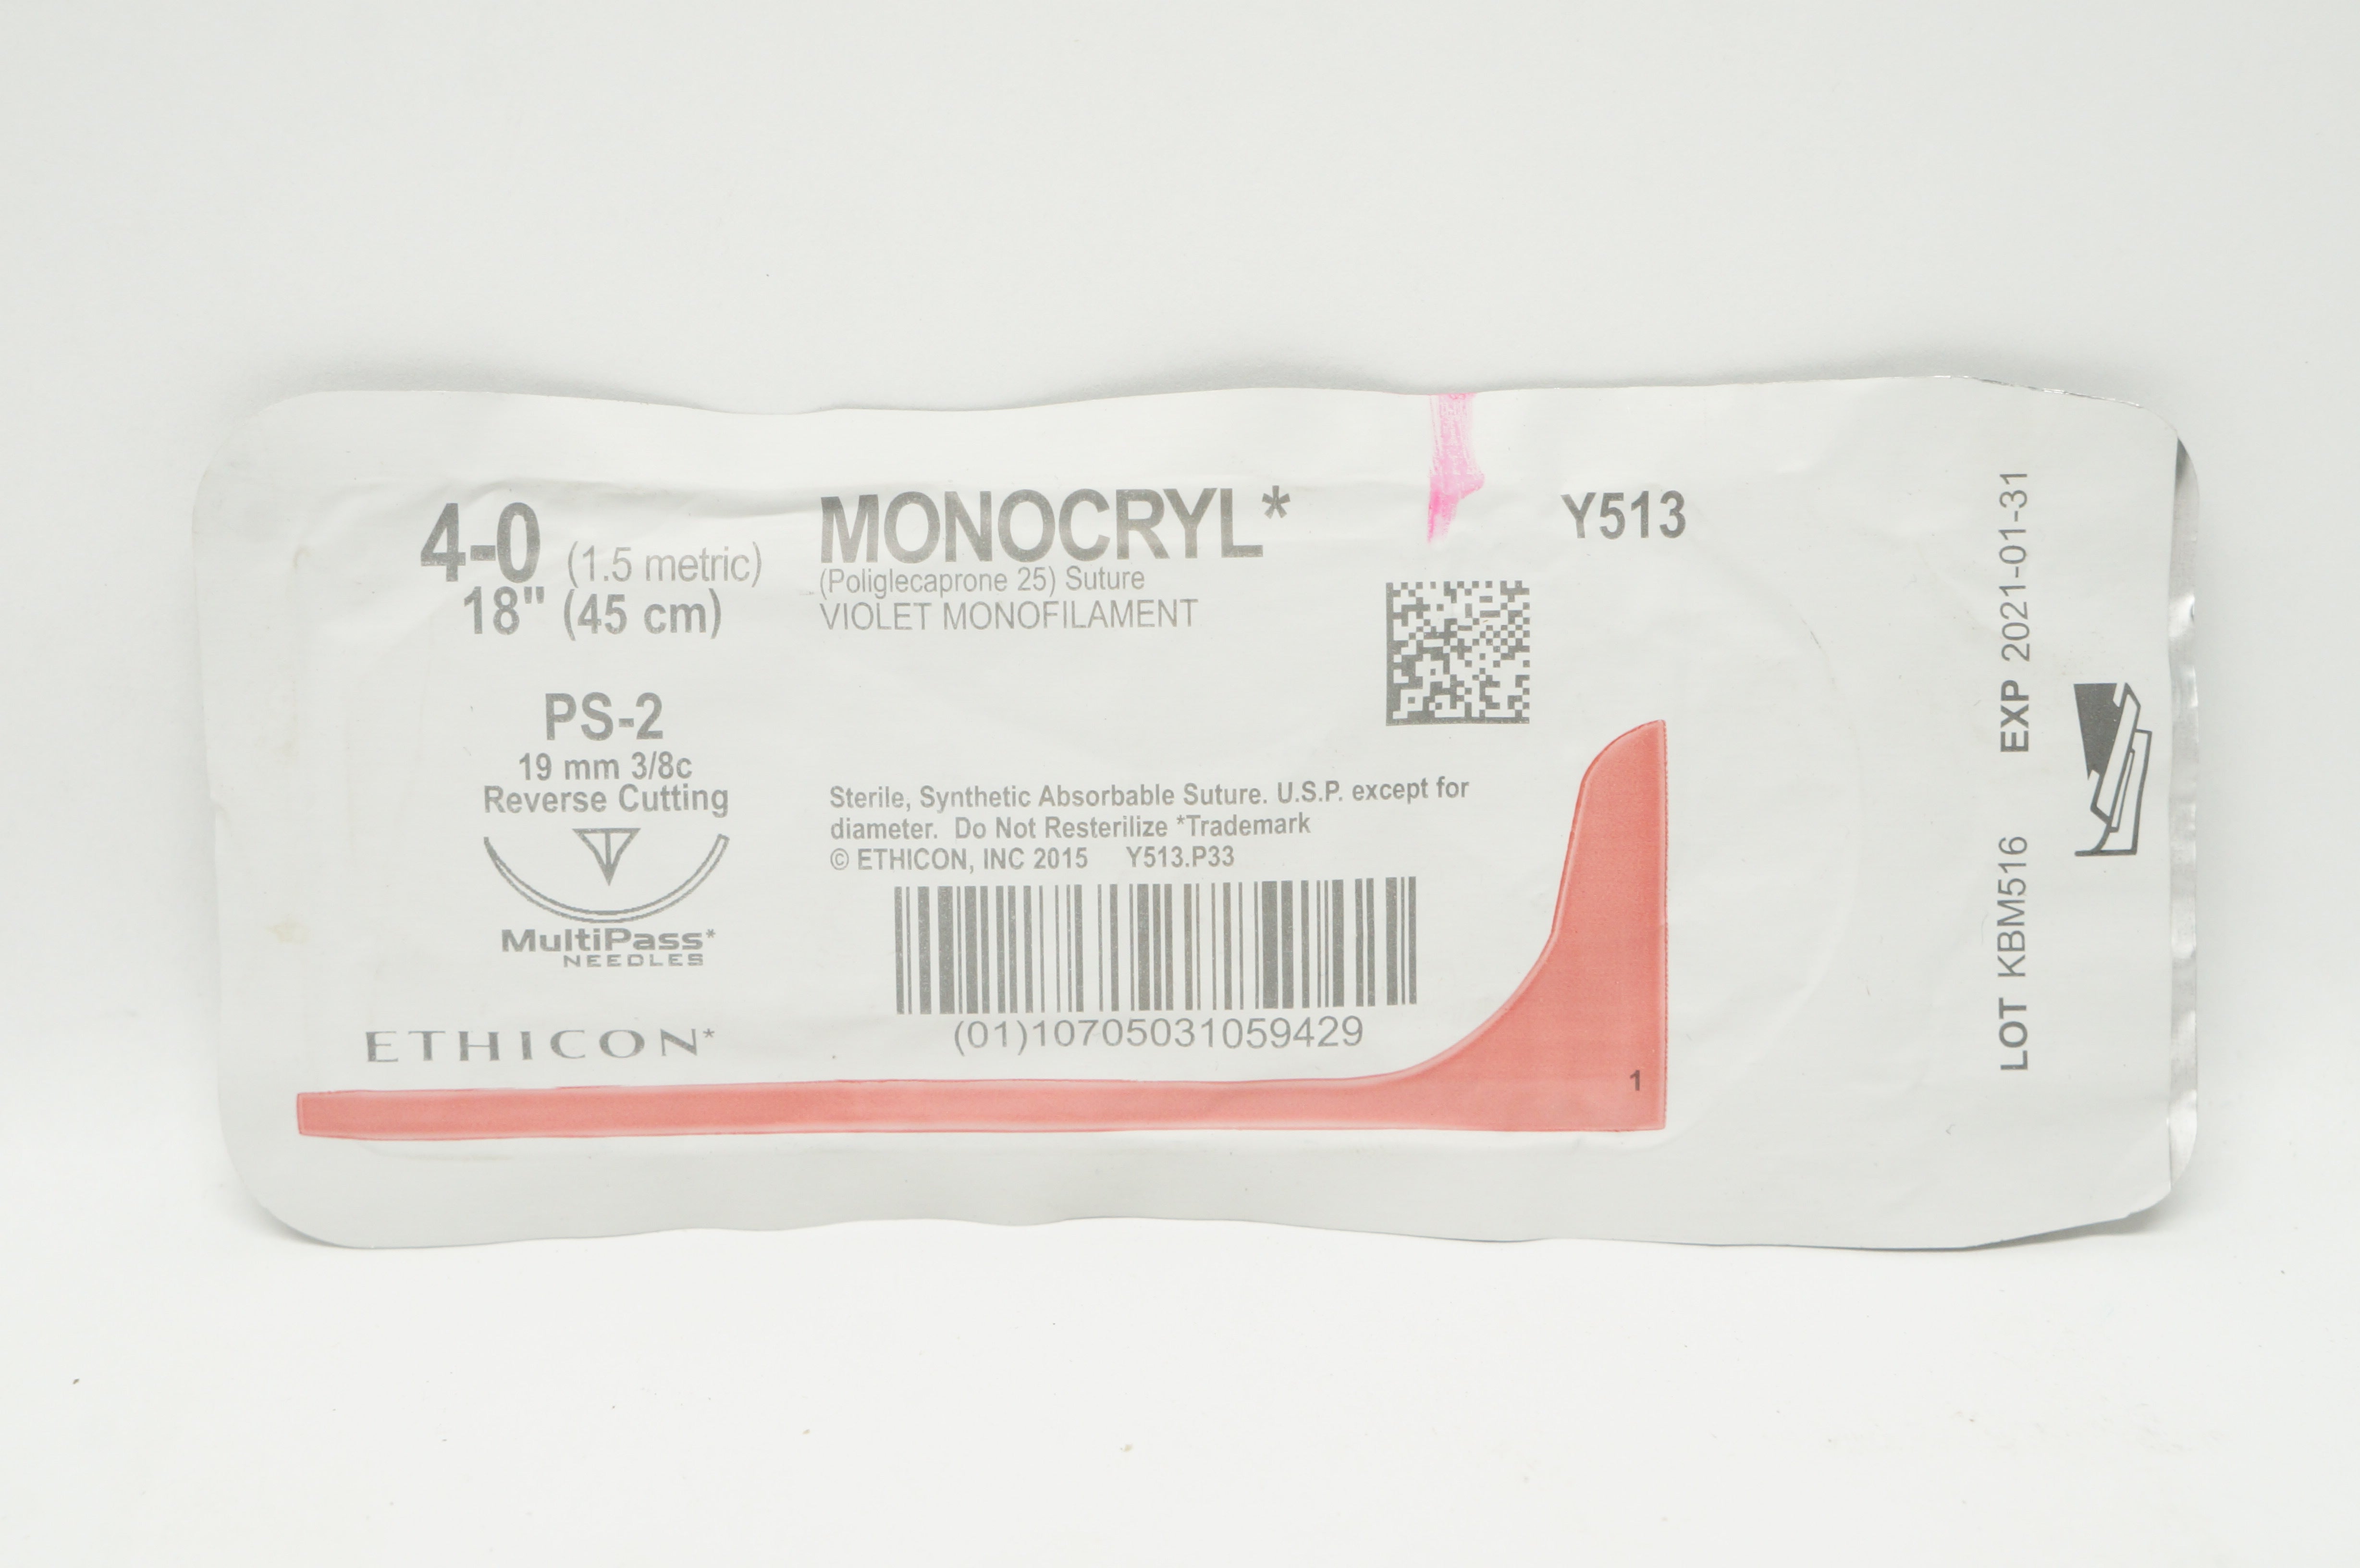 4-0 (1.5 metric)
18" (45 cm)
PS-2
19 mm 3/8c
Reverse Cutting
MultiPass*
NEEDLES
ETHICON*
MONOCRYL*
(Poliglecaprone 25) Suture
VIOLET MONOFILAMENT
Sterile, Synthetic Absorbable Suture. U.S.P. except for
diameter. Do Not Resterilize *Trademark
© ETHICON, INC 2015 Y513.P33
(01)10705031059429
Y513
1
LOT KBM516 EXP 2021-01-31